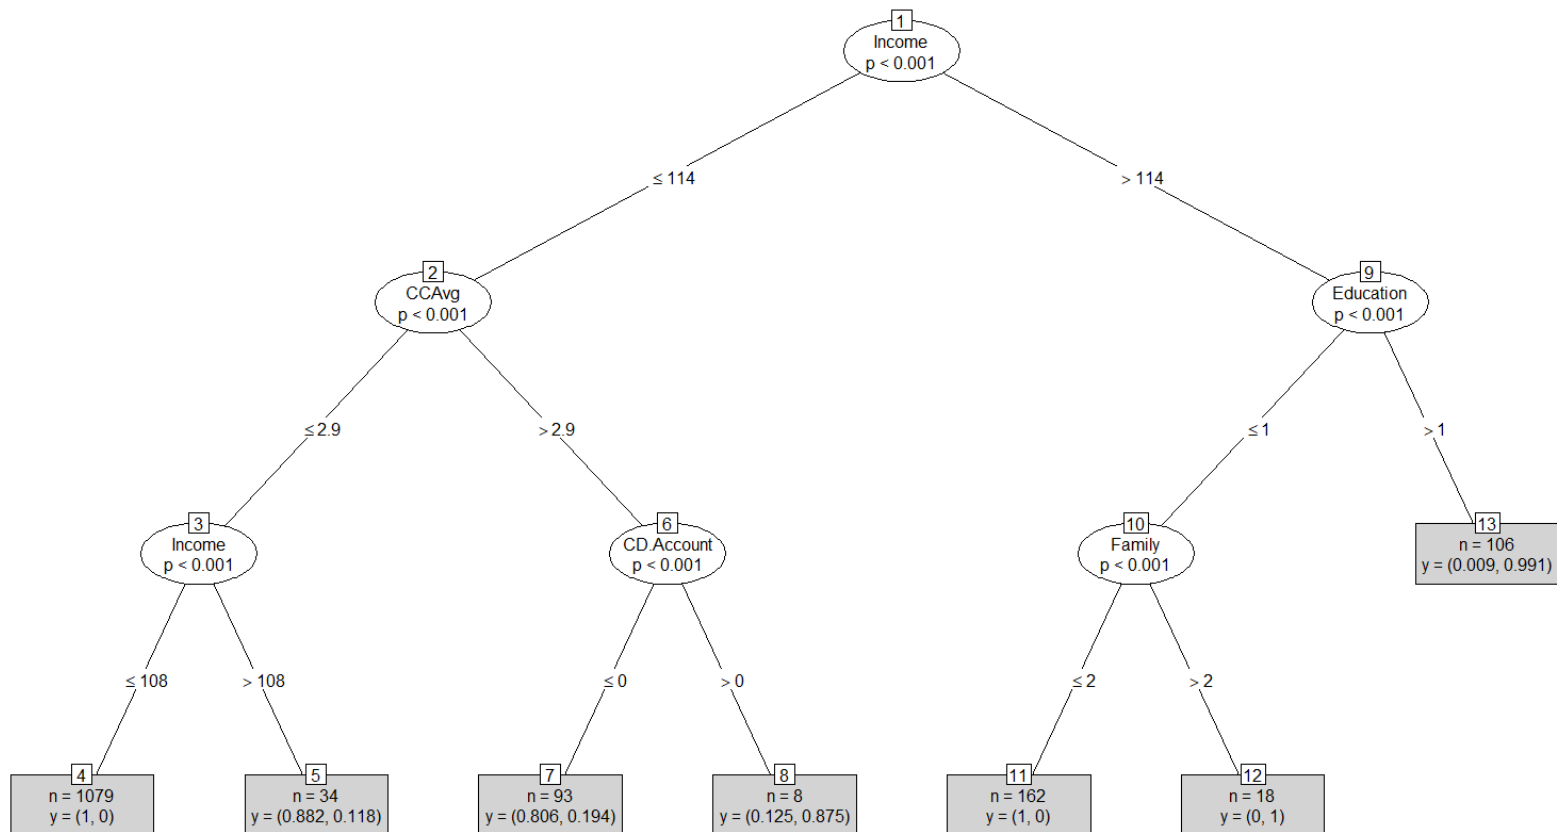 1
Income
p < 0.001
≤ 114
> 114
2
CCAvg
p < 0.001
9
Education
p < 0.001
≤ 2.9
> 2.9
≤ 1
> 1
3
Income
p < 0.001
6
CD.Account
p < 0.001
10
Family
p < 0.001
13
n = 106
y = (0.009, 0.991)
≤ 108
> 108
≤ 0
> 0
≤ 2
> 2
4
n = 1079
y = (1, 0)
5
n = 34
y = (0.882, 0.118)
7
n = 93
y = (0.806, 0.194)
8
n = 8
y = (0.125, 0.875)
11
n = 162
y = (1, 0)
12
n = 18
y = (0, 1)